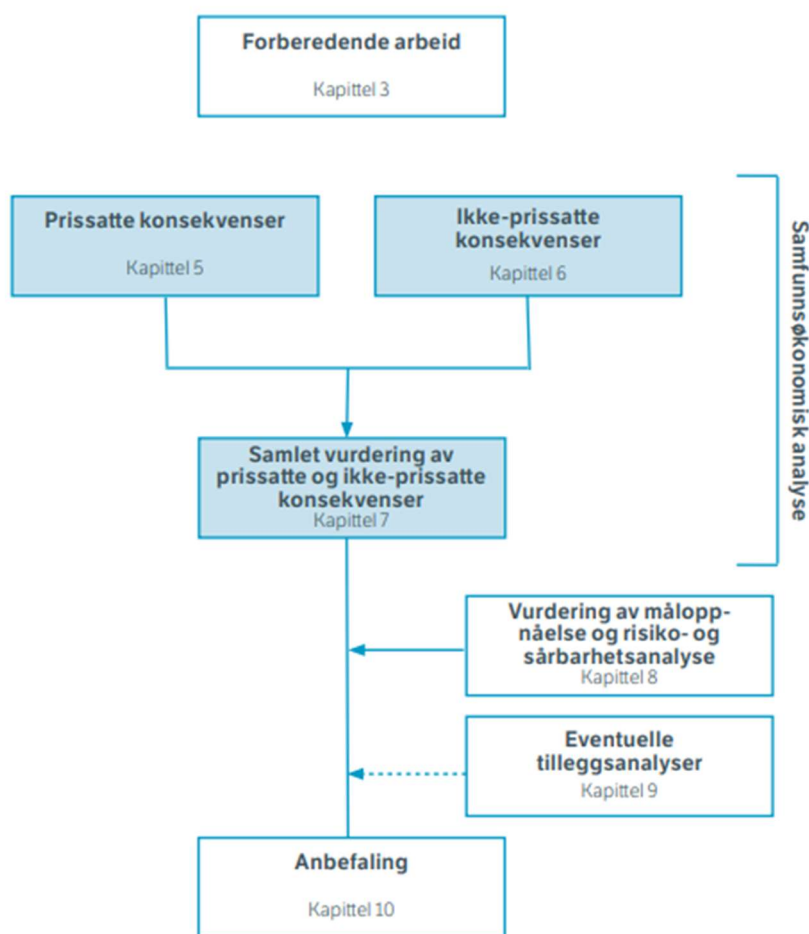 Forberedende arbeid
Kapittel 3
Prissatte konsekvenser
Kapittel 5
Ikke-prissatte
konsekvenser
Kapittel 6
Samfunnsøkonomisk analyse
Samlet vurdering av
prissatte og ikke-prissatte
konsekvenser
Kapittel 7
Vurdering av målopp-
nåelse og risiko- og
sårbarhetsanalyse
Kapittel 8
Eventuelle
tilleggsanalyser
Kapittel 9
Anbefaling
Kapittel 10